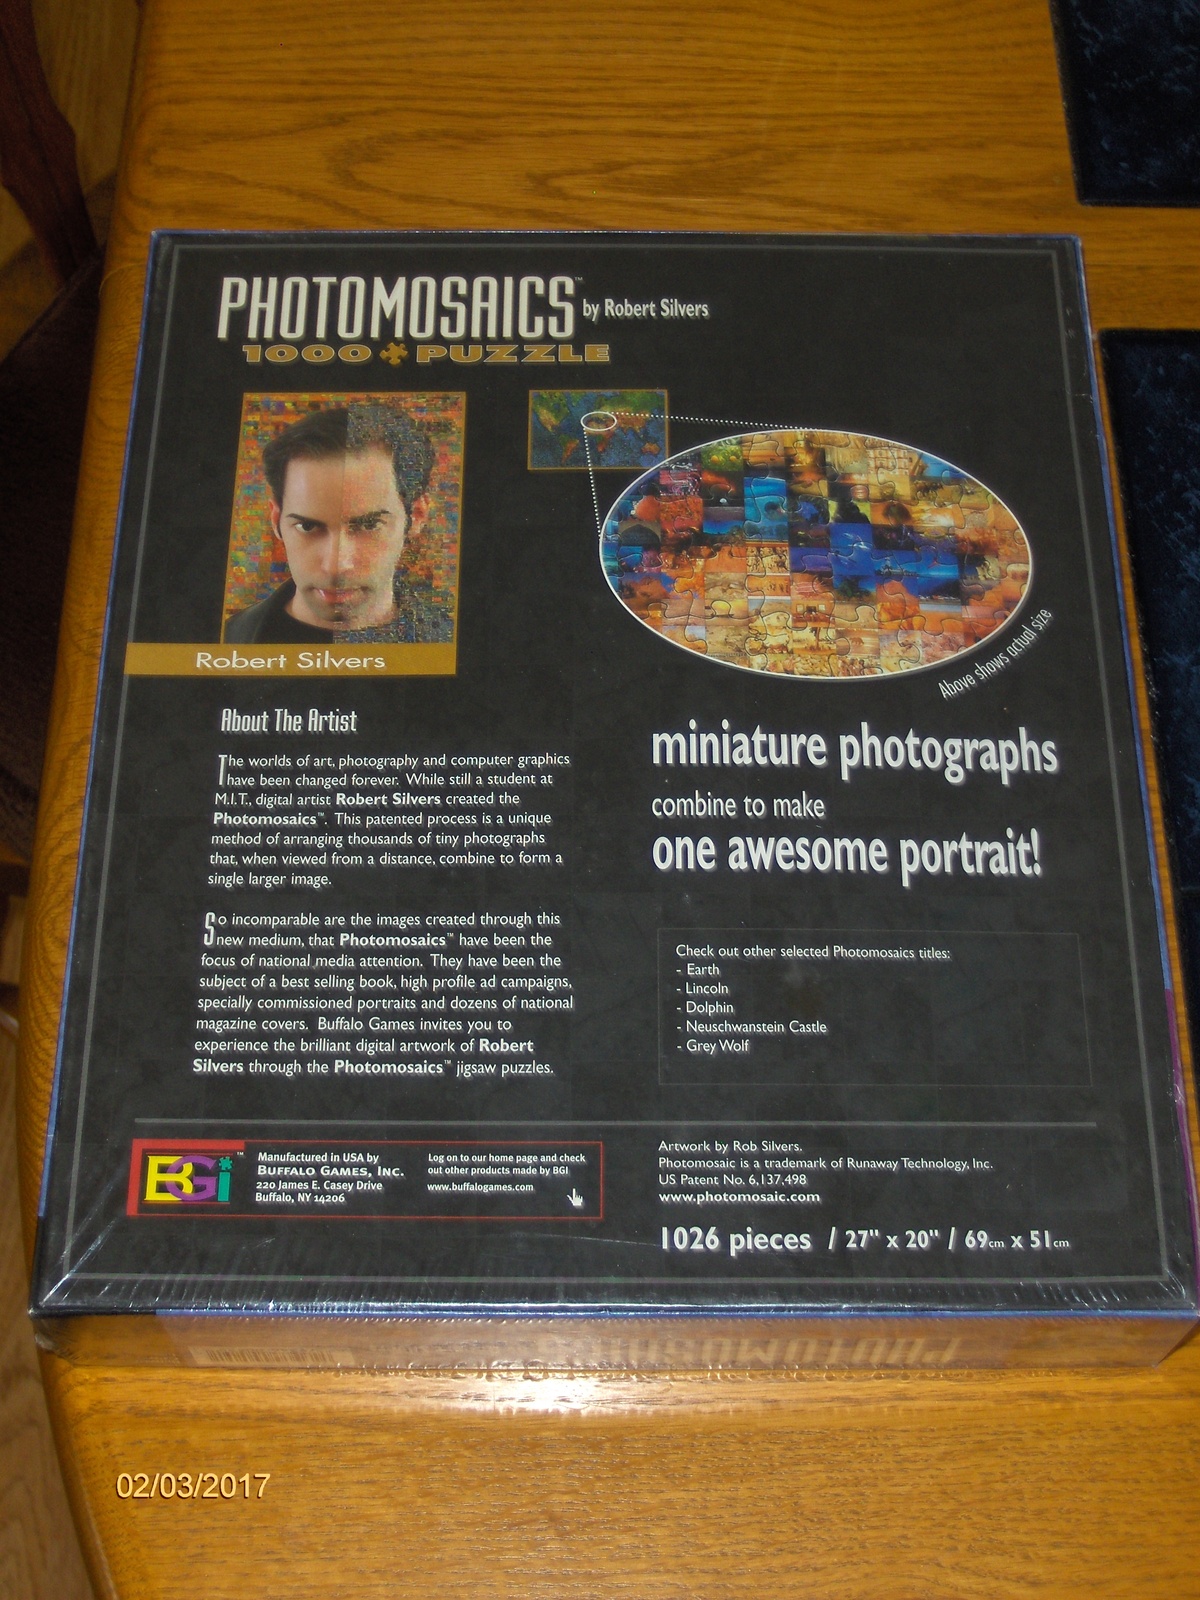 PHOTOMOSAICS™ by Robert Silvers
1000 PUZZLE
Robert Silvers
Above shows actual size
About The Artist
The worlds of art, photography and computer graphics
have been changed forever. While still a student at
M.I.T., digital artist Robert Silvers created the
Photomosaics™. This patented process is a unique
method of arranging thousands of tiny photographs
that, when viewed from a distance, combine to form a
single larger image.
So incomparable are the images created through this
new medium, that Photomosaics™ have been the
focus of national media attention. They have been the
subject of a best selling book, high profile ad campaigns,
specially commissioned portraits and dozens of national
magazine covers. Buffalo Games invites you to
experience the brilliant digital artwork of Robert
Silvers through the Photomosaics™ jigsaw puzzles.
miniature photographs
combine to make
one awesome portrait!
Check out other selected Photomosaics titles:
- Earth
- Lincoln
- Dolphin
- Neuschwanstein Castle
- Grey Wolf
BGi™
Manufactured in USA by
BUFFALO GAMES, INC.
220 James E. Casey Drive
Buffalo, NY 14206
Log on to our home page and check
out other products made by BGI
www.buffalogames.com
Artwork by Rob Silvers.
Photomosaic is a trademark of Runaway Technology, Inc.
US Patent No. 6,137,498
www.photomosaic.com
1026 pieces / 27" x 20" / 69cm x 51cm
PHOTOMOSAICS
02/03/2017